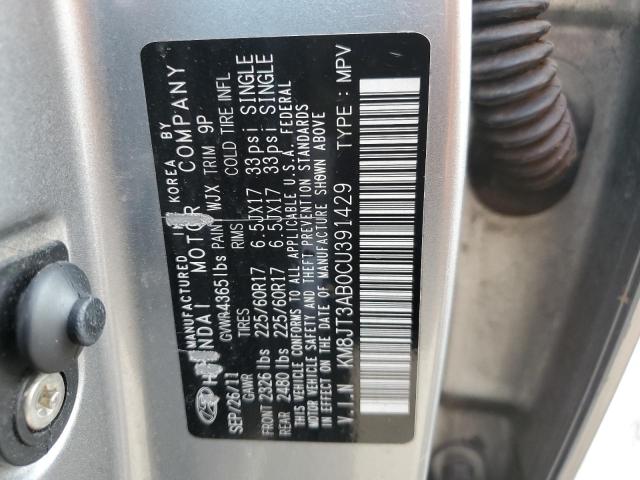 MANUFACTURED IN KOREA BY
HYUNDAI MOTOR COMPANY
SEP/26/11 GVWR4365lbs PAINT WJX TRIM 9P
GAWR TIRES RIMS COLD TIRE INFL
FRONT 2326 lbs 225/60R17 6.5JX17 33psi SINGLE
REAR 2480 lbs 225/60R17 6.5JX17 33psi SINGLE
THIS VEHICLE CONFORMS TO ALL APPLICABLE U.S.A. FEDERAL
MOTOR VEHICLE SAFETY, BUMPER, AND THEFT PREVENTION STANDARDS
IN EFFECT ON THE DATE OF MANUFACTURE SHOWN ABOVE
V.I.N : KM8JT3AB0CU391429 TYPE : MPV